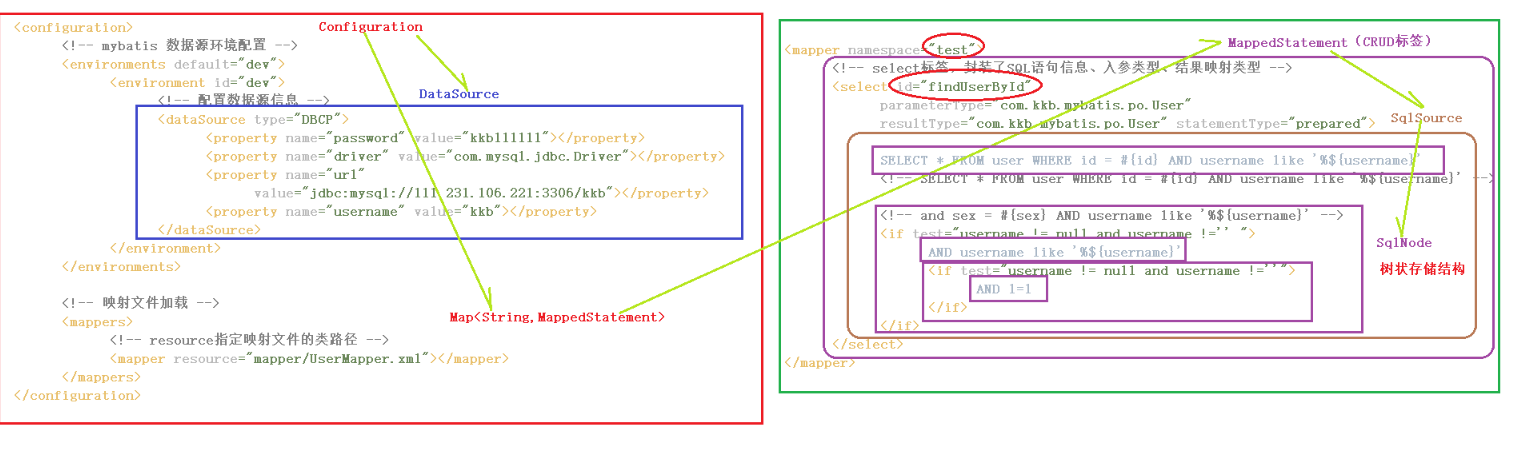 <configuration>
Configuration
<!-- mybatis 数据源环境配置 -->
<environments default="dev">
<environment id="dev">
<!-- 配置数据源信息 -->
DataSource
<dataSource type="DBCP">
<property name="password" value="kkb111111"></property>
<property name="driver" value="com.mysql.jdbc.Driver"></property>
<property name="url"
value="jdbc:mysql://111.231.106.221:3306/kkb"></property>
<property name="username" value="kkb"></property>
</dataSource>
</environment>
</environments>
<!-- 映射文件加载 -->
Map<String,MappedStatement>
<mappers>
<!-- resource指定映射文件的类路径 -->
<mapper resource="mapper/UserMapper.xml"></mapper>
</mappers>
</configuration>
<mapper namespace="test">
MappedStatement（CRUD标签）
<!-- select标签，封装了SQL语句信息、入参类型、结果映射类型 -->
<select id="findUserById"
parameterType="com.kkb.mybatis.po.User"
resultType="com.kkb.mybatis.po.User" statementType="prepared">
SqlSource
SELECT * FROM user WHERE id = #{id} AND username like '%${username}'
<!-- SELECT * FROM user WHERE id = #{id} AND username like '%${username}' -->
<!-- and sex = #{sex} AND username like '%${username}' -->
<if test="username != null and username !='' ">
AND username like '%${username}'
SqlNode
<if test="username != null and username !=''">
树状存储结构
AND 1=1
</if>
</if>
</select>
</mapper>